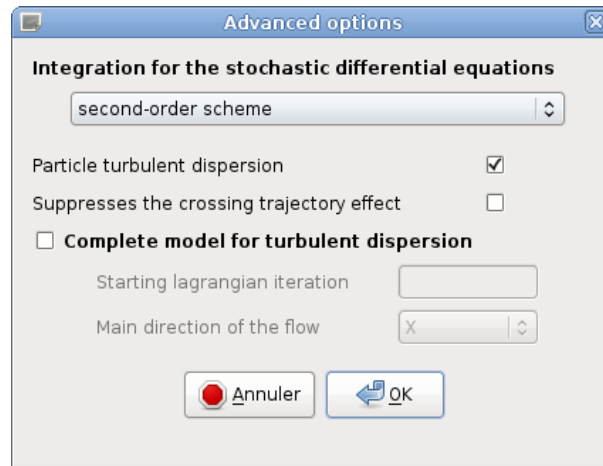 Advanced options
Integration for the stochastic differential equations
second-order scheme
Particle turbulent dispersion
Suppresses the crossing trajectory effect
Complete model for turbulent dispersion
Starting lagrangian iteration
Main direction of the flow X
Annuler OK